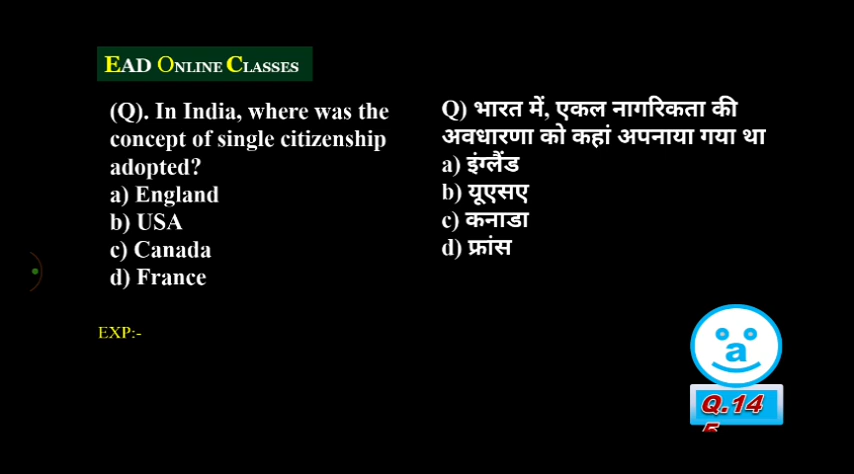 EAD ONLINE CLASSES
(Q). In India, where was the
concept of single citizenship
adopted?
a) England
b) USA
c) Canada
d) France
Q) भारत में, एकल नागरिकता की
अवधारणा को कहां अपनाया गया था
a) इंग्लैंड
b) यूएसए
c) कनाडा
d) फ्रांस
EXP:-
a
Q.14